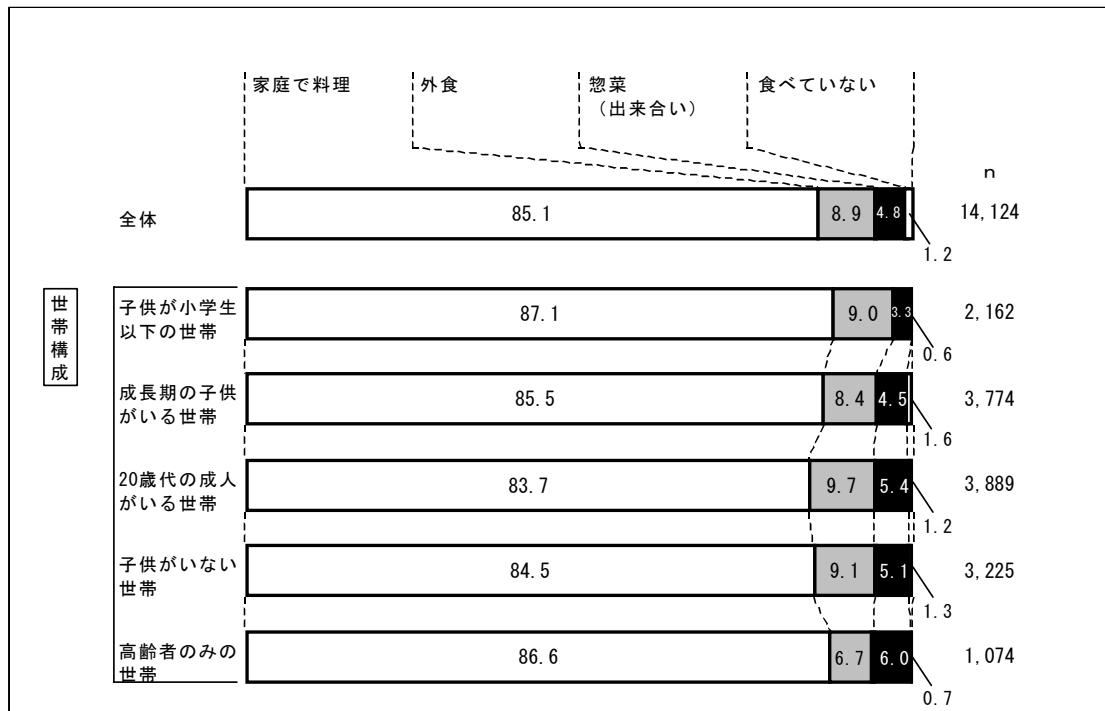 家庭で料理 外食 惣菜 食べていない
（出来合い）
n
全体 85.1 8.9 4.8 14,124
1.2
世帯構成
子供が小学生
以下の世帯
87.1 9.0 3.3 2,162
0.6
成長期の子供
がいる世帯
85.5 8.4 4.5 3,774
1.6
20歳代の成人
がいる世帯
83.7 9.7 5.4 3,889
1.2
子供がいない
世帯
84.5 9.1 5.1 3,225
1.3
高齢者のみの
世帯
86.6 6.7 6.0 1,074
0.7